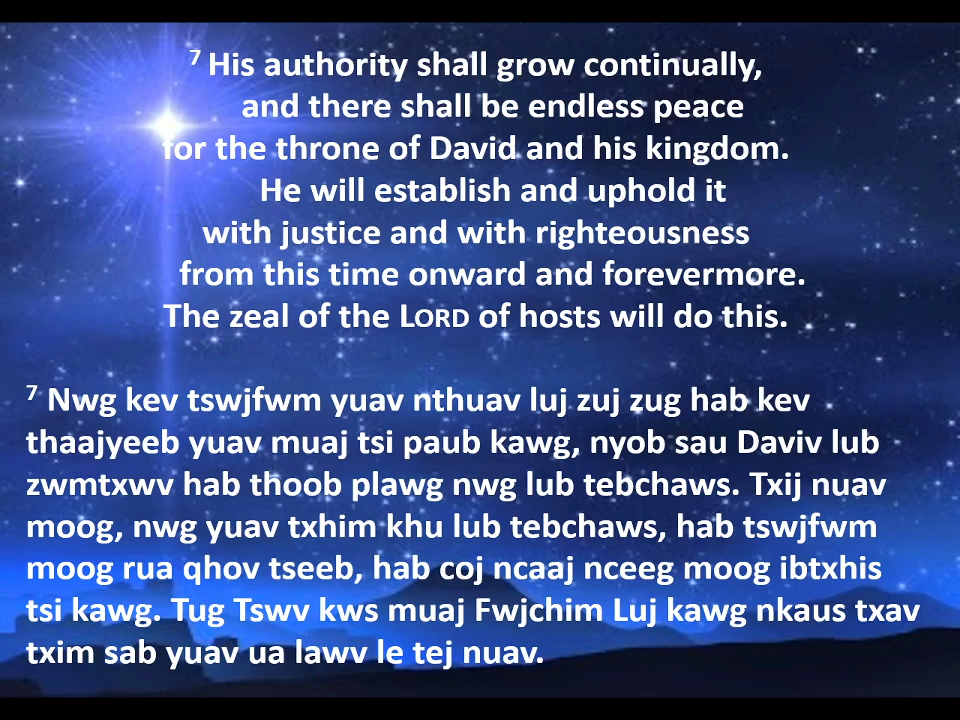 7 His authority shall grow continually,
and there shall be endless peace
for the throne of David and his kingdom.
He will establish and uphold it
with justice and with righteousness
from this time onward and forevermore.
The zeal of the LORD of hosts will do this.
7 Nwg kev tswjfwm yuav nthuav luj zuj zug hab kev
thaajyeeb yuav muaj tsi paub kawg, nyob sau Daviv lub
zwmtxwv hab thoob plawg nwg lub tebchaws. Txij nuav
moog, nwg yuav txhim khu lub tebchaws, hab tswjfwm
moog rua qhov tseeb, hab coj ncaaj nceeg moog ibtxhis
tsi kawg. Tug Tswv kws muaj Fwjchim Luj kawg nkaus txav
txim sab yuav ua lawv le tej nuav.